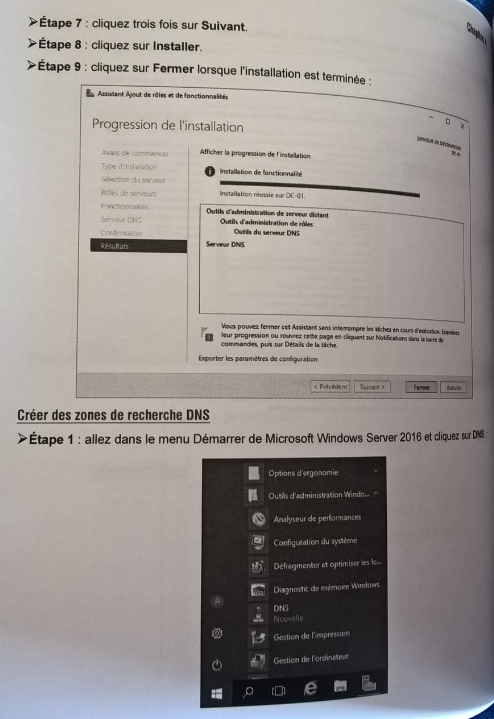 Chapitre
➢Étape 7 : cliquez trois fois sur Suivant.
➢Étape 8 : cliquez sur Installer.
➢Étape 9 : cliquez sur Fermer lorsque l'installation est terminée :
Assistant Ajout de rôles et de fonctionnalités
Progression de l'installation
SERVEUR DE DESTINATION
DC-01
Avant de commencer
Type d'installation
Sélection du serveur
Rôles de serveurs
Fonctionnalités
Serveur DNS
Confirmation
Résultats
Afficher la progression de l'installation
Installation de fonctionnalité
Installation réussie sur DC-01.
Outils d'administration de serveur distant
Outils d'administration de rôles
Outils du serveur DNS
Serveur DNS
Vous pouvez fermer cet Assistant sans interrompre les tâches en cours d'exécution. Examinez
leur progression ou rouvrez cette page en cliquant sur Notifications dans la barre de
commandes, puis sur Détails de la tâche.
Exporter les paramètres de configuration
< Précédent
Suivant >
Fermer
Annuler
Créer des zones de recherche DNS
➢Étape 1 : allez dans le menu Démarrer de Microsoft Windows Server 2016 et cliquez sur DNS
Options d'ergonomie
Outils d'administration Windo...
Analyseur de performances
Configuration du système
Défragmenter et optimiser les lo...
Diagnostic de mémoire Windows
DNS
Nouvelle
Gestion de l'impression
Gestion de l'ordinateur